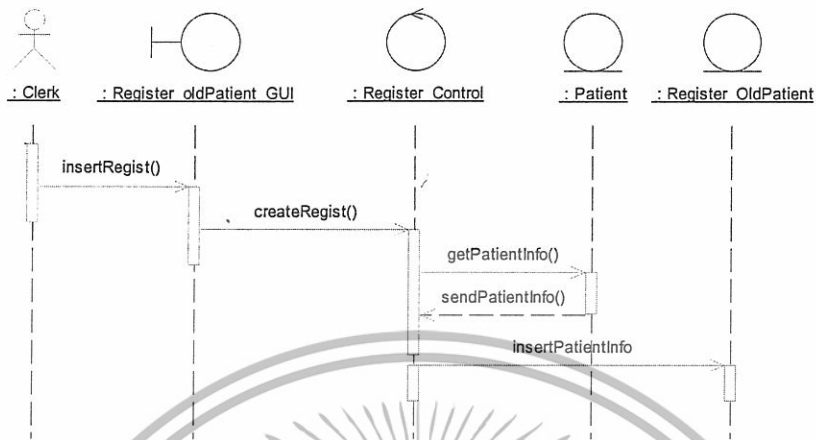 : Clerk
: Register_oldPatient_GUI
: Register_Control
: Patient
: Register_OldPatient
insertRegist()
createRegist()
getPatientInfo()
sendPatientInfo()
insertPatientInfo